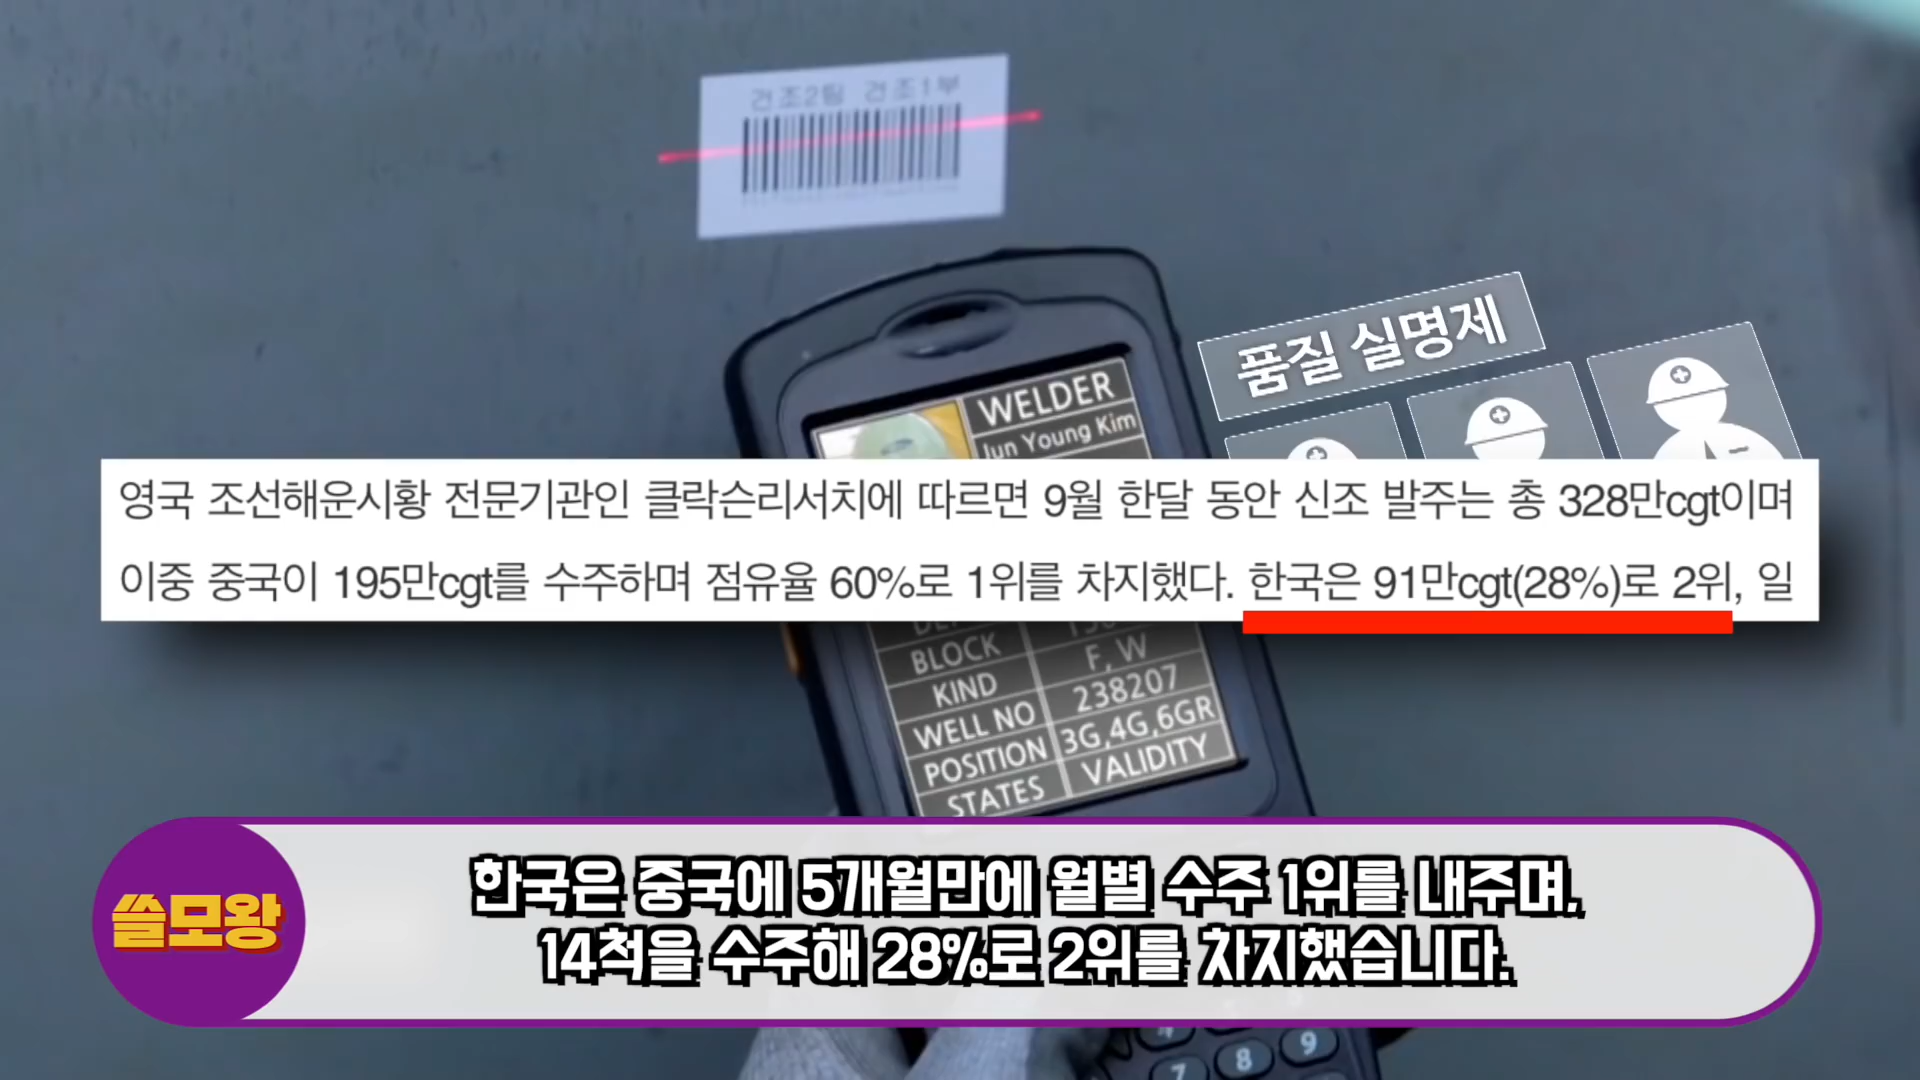 건조2팀 건조1부
품질 실명제
WELDER
Jun Young Kim
영국 조선해운시황 전문기관인 클락슨리서치에 따르면 9월 한달 동안 신조 발주는 총 328만cgt이며
이중 중국이 195만cgt를 수주하며 점유율 60%로 1위를 차지했다. 한국은 91만cgt(28%)로 2위, 일
BLOCK F, W
KIND 238207
WELL NO 3G,4G,6GR
POSITION VALIDITY
STATES
쓸모왕
한국은 중국에 5개월만에 월별 수주 1위를 내주며,
14척을 수주해 28%로 2위를 차지했습니다.
7 8 9